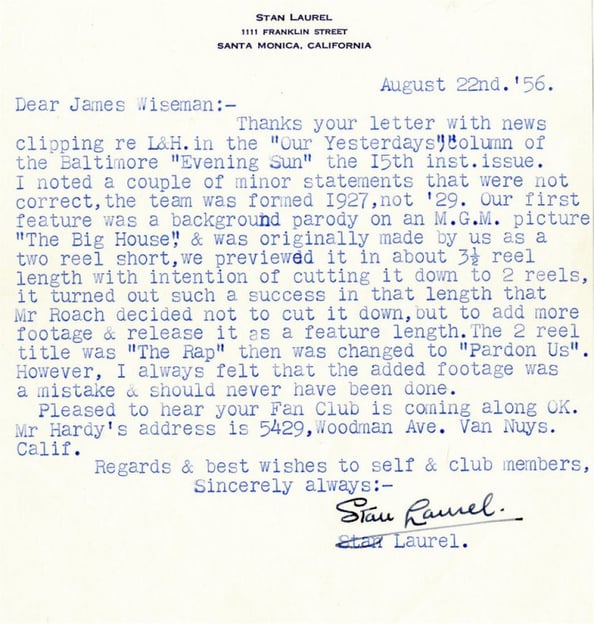 STAN LAUREL
1111 FRANKLIN STREET
SANTA MONICA, CALIFORNIA
August 22nd.'56.
Dear James Wiseman:-
Thanks your letter with news
clipping re L&H.in the "Our Yesterdays" column of
the Baltimore "Evening Sun" the I5th inst.issue.
I noted a couple of minor statements that were not
correct,the team was formed I927,not '29. Our first
feature was a background parody on an M.G.M. picture
"The Big House", & was originally made by us as a
two reel short,we previewed it in about 3½ reel
length with intention of cutting it down to 2 reels,
it turned out such a success in that length that
Mr Roach decided not to cut it down,but to add more
footage & release it as a feature length.The 2 reel
title was "The Rap" then was changed to "Pardon Us".
However, I always felt that the added footage was
a mistake & should never have been done.
Pleased to hear your Fan Club is coming along OK.
Mr Hardy's address is 5429,Woodman Ave. Van Nuys.
Calif.
Regards & best wishes to self & club members,
Sincerely always:-
Stan Laurel.
Stan Laurel.